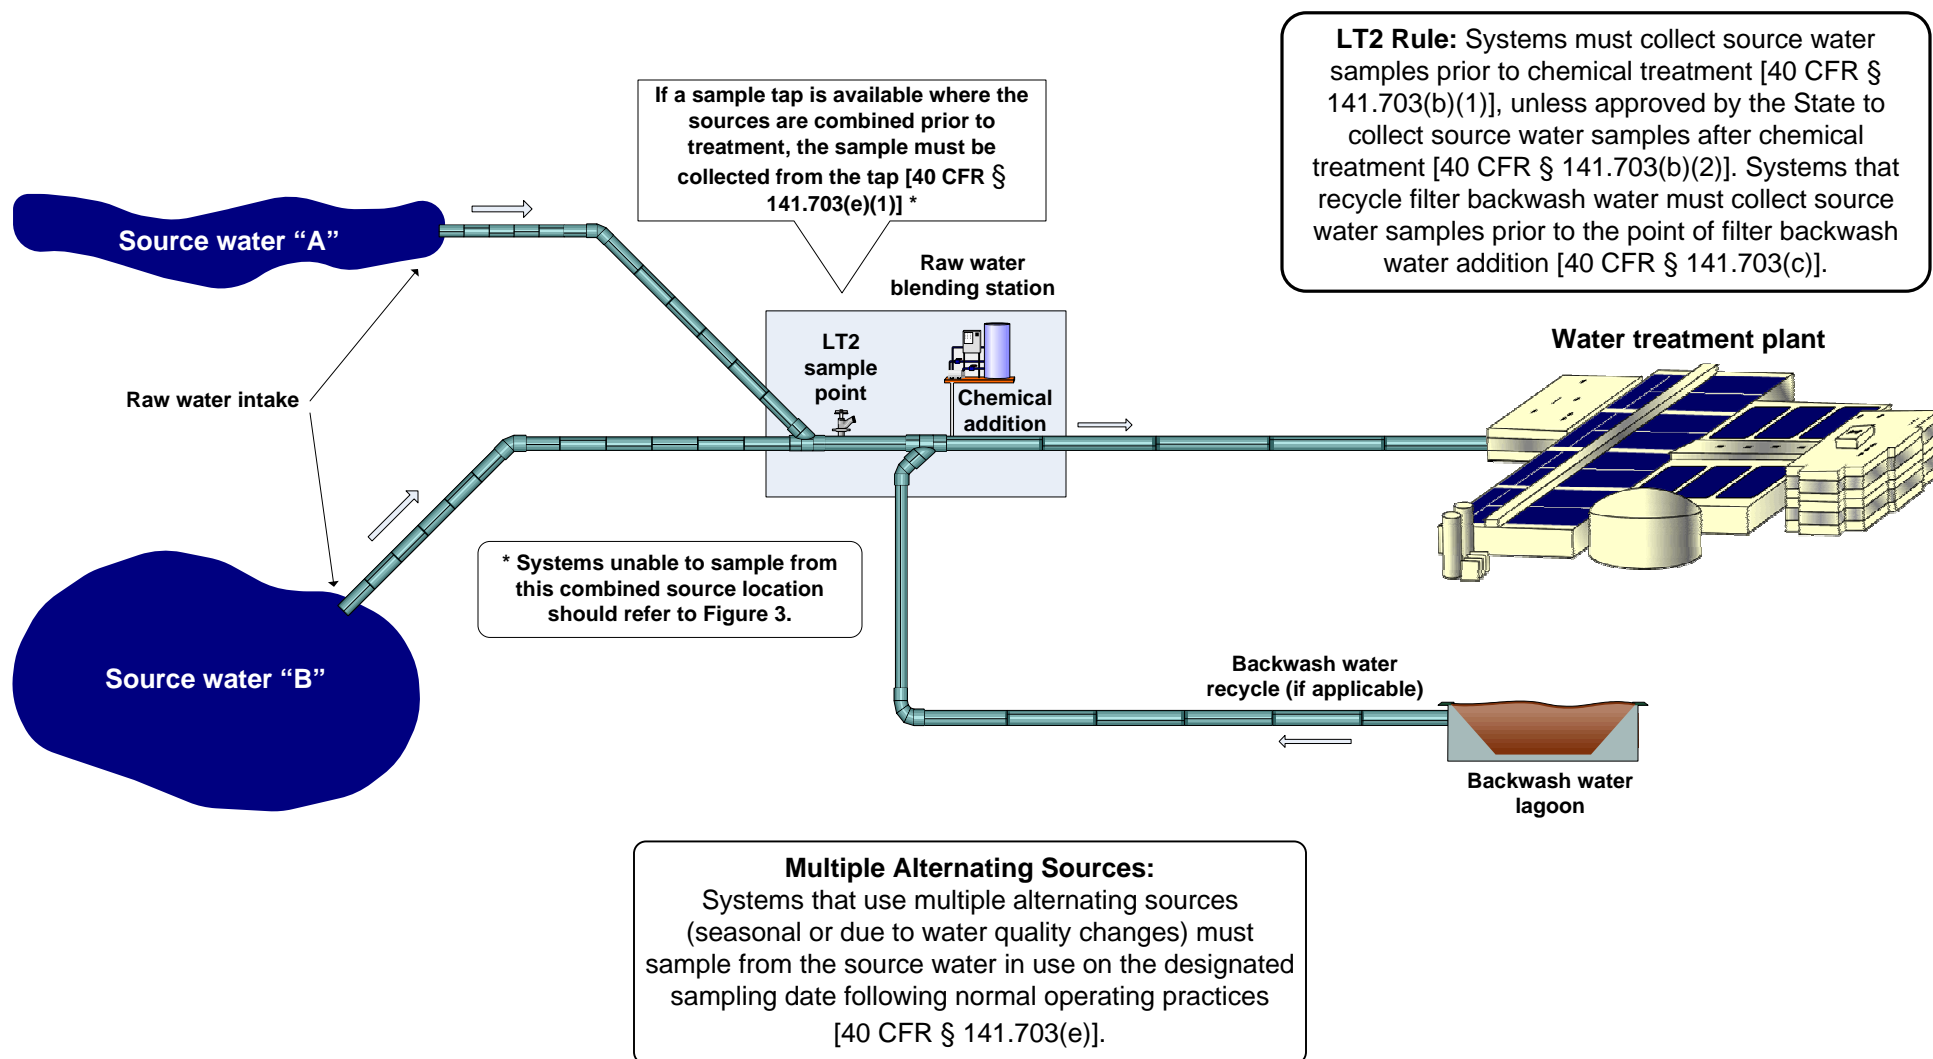 LT2 Rule: Systems must collect source water
samples prior to chemical treatment [40 CFR §
141.703(b)(1)], unless approved by the State to
collect source water samples after chemical
treatment [40 CFR § 141.703(b)(2)]. Systems that
recycle filter backwash water must collect source
water samples prior to the point of filter backwash
water addition [40 CFR § 141.703(c)].
If a sample tap is available where the
sources are combined prior to
treatment, the sample must be
collected from the tap [40 CFR §
141.703(e)(1)] *
Source water “A”
Raw water
blending station
LT2
sample
point
Chemical
addition
Water treatment plant
Raw water intake
* Systems unable to sample from
this combined source location
should refer to Figure 3.
Source water “B”
Backwash water
recycle (if applicable)
Backwash water
lagoon
Multiple Alternating Sources:
Systems that use multiple alternating sources
(seasonal or due to water quality changes) must
sample from the source water in use on the designated
sampling date following normal operating practices
[40 CFR § 141.703(e)].